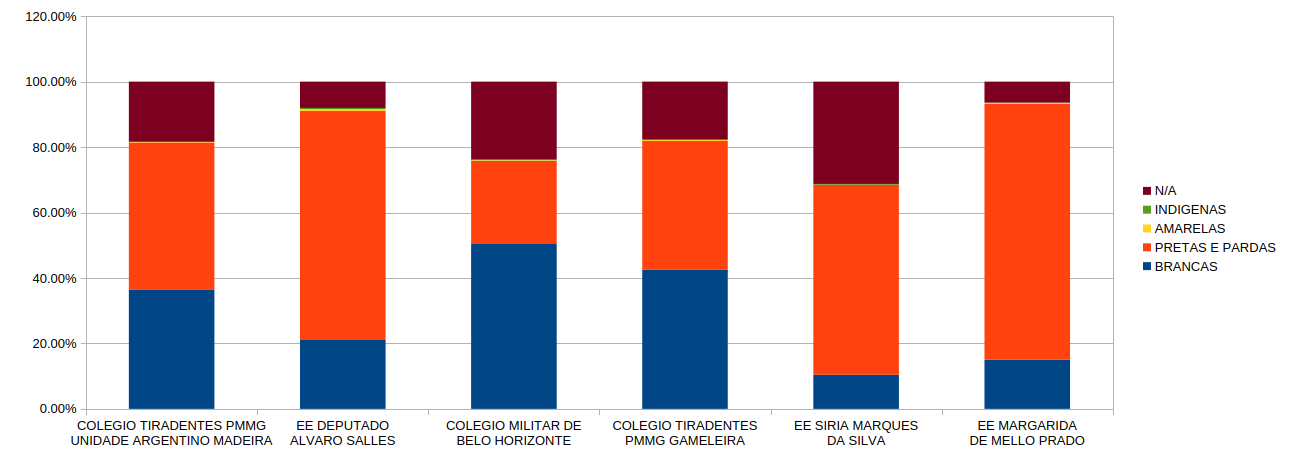 120.00%
100.00%
80.00%
60.00%
40.00%
20.00%
0.00%
COLEGIO TIRADENTES PMMG
UNIDADE ARGENTINO MADEIRA
EE DEPUTADO
ALVARO SALLES
COLEGIO MILITAR DE
BELO HORIZONTE
COLEGIO TIRADENTES
PMMG GAMELEIRA
EE SIRIA MARQUES
DA SILVA
EE MARGARIDA
DE MELLO PRADO
N/A
INDIGENAS
AMARELAS
PRETAS E PARDAS
BRANCAS